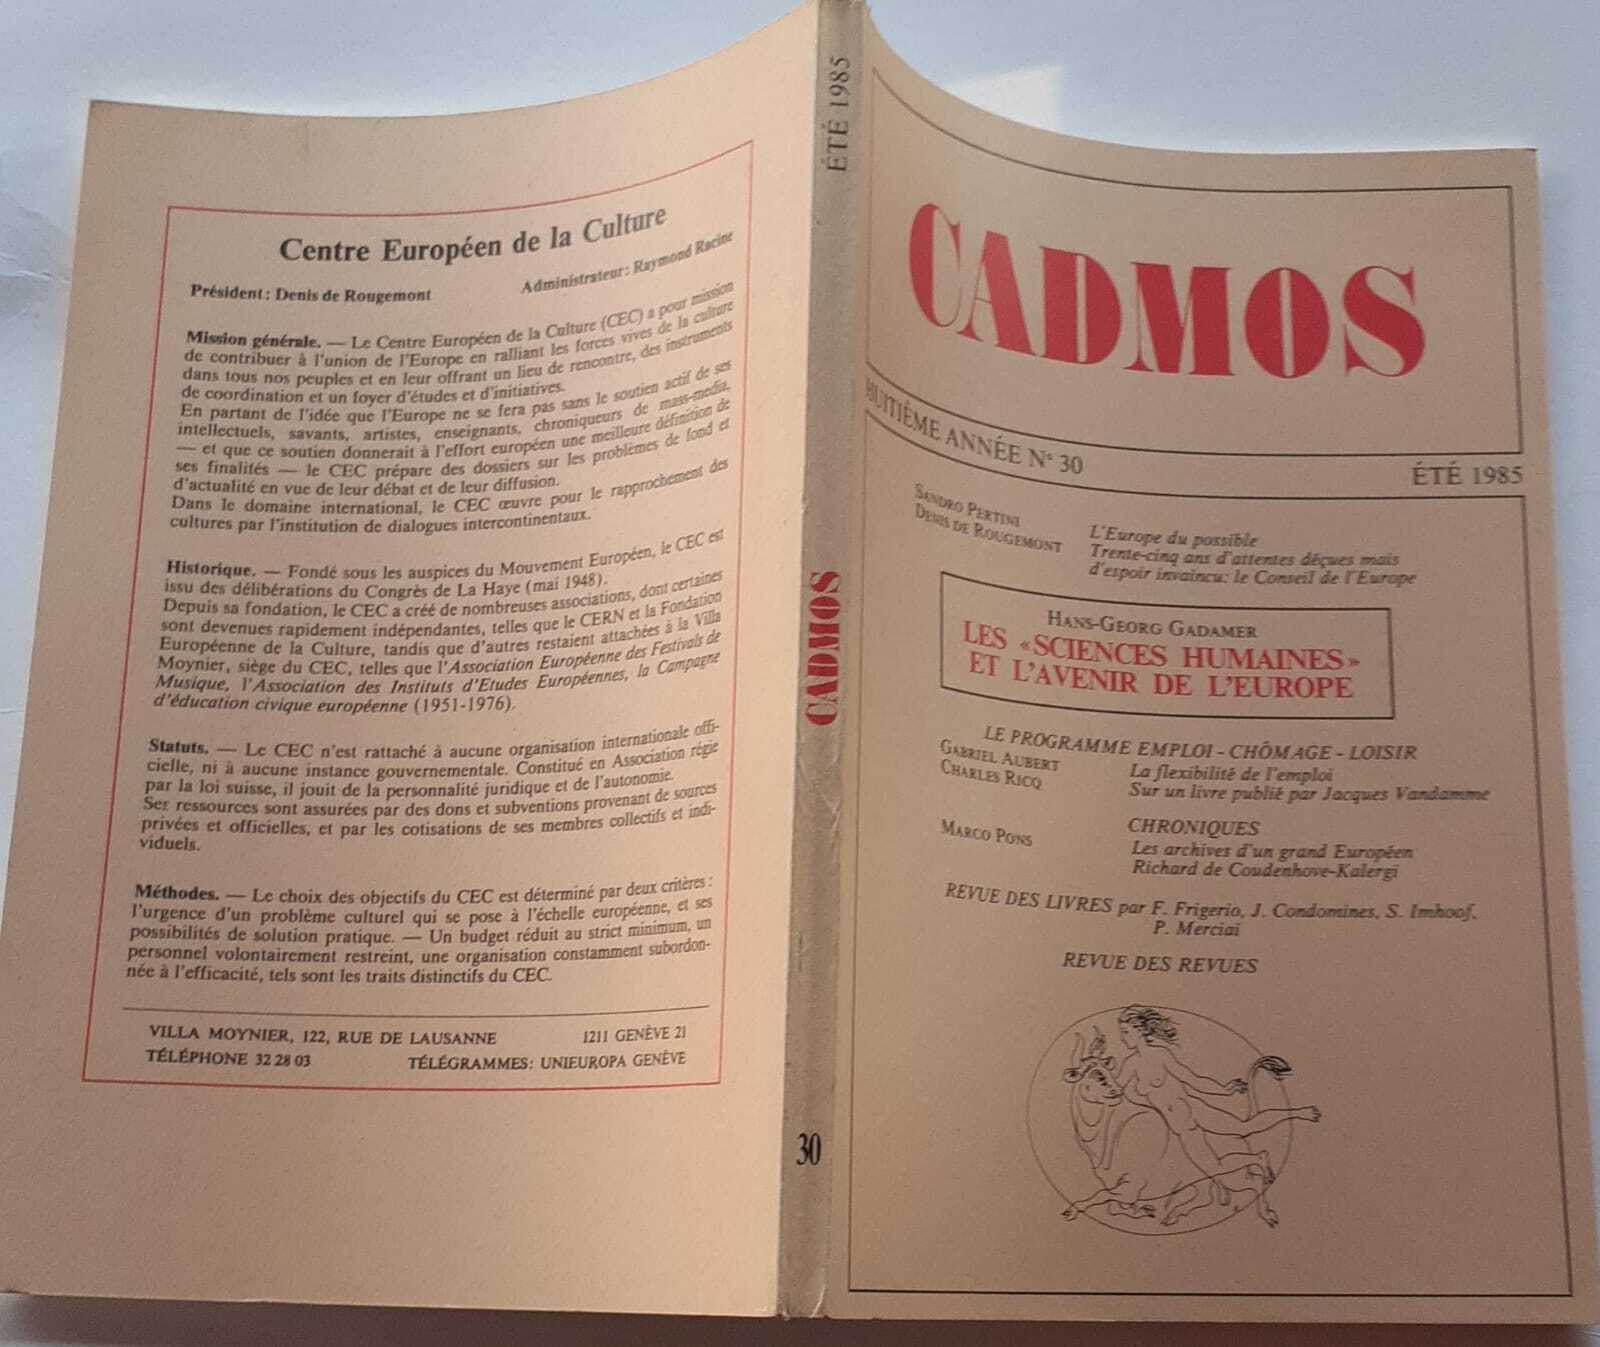 Centre Européen de la Culture
Président : Denis de Rougemont
Administrateur : Raymond Racine
Mission générale. — Le Centre Européen de la Culture (CEC) a pour mission
de contribuer à l'union de l'Europe en ralliant les forces vives de la culture
dans tous nos peuples et en leur offrant un lieu de rencontre, des instruments
de coordination et un foyer d'études et d'initiatives.
En partant de l'idée que l'Europe ne se fera pas sans le soutien actif de ses
intellectuels, savants, artistes, enseignants, chroniqueurs de mass-media,
— et que ce soutien donnerait à l'effort européen une meilleure définition de
ses finalités — le CEC prépare des dossiers sur les problèmes de fond et
d'actualité en vue de leur débat et de leur diffusion.
Dans le domaine international, le CEC œuvre pour le rapprochement des
cultures par l'institution de dialogues intercontinentaux.
Historique. — Fondé sous les auspices du Mouvement Européen, le CEC est
issu des délibérations du Congrès de La Haye (mai 1948).
Depuis sa fondation, le CEC a créé de nombreuses associations, dont certaines
sont devenues rapidement indépendantes, telles que le CERN et la Fondation
Européenne de la Culture, tandis que d'autres restaient attachées à la Villa
Moynier, siège du CEC, telles que l'Association Européenne des Festivals de
Musique, l'Association des Instituts d'Etudes Européennes, la Campagne
d'éducation civique européenne (1951-1976).
Statuts. — Le CEC n'est rattaché à aucune organisation internationale offi-
cielle, ni à aucune instance gouvernementale. Constitué en Association régie
par la loi suisse, il jouit de la personnalité juridique et de l'autonomie.
Ser ressources sont assurées par des dons et subventions provenant de sources
privées et officielles, et par les cotisations de ses membres collectifs et indi-
viduels.
Méthodes. — Le choix des objectifs du CEC est déterminé par deux critères :
l'urgence d'un problème culturel qui se pose à l'échelle européenne, et ses
possibilités de solution pratique. — Un budget réduit au strict minimum, un
personnel volontairement restreint, une organisation constamment subordon-
née à l'efficacité, tels sont les traits distinctifs du CEC.
VILLA MOYNIER, 122, RUE DE LAUSANNE 1211 GENÈVE 21
TÉLÉPHONE 32 28 03 TÉLÉGRAMMES: UNIEUROPA GENÈVE
ÉTÉ 1985
CADMOS
30
CADMOS
HUITIÈME ANNÉE N° 30 ÉTÉ 1985
SANDRO PERTINI L'Europe du possible
DENIS DE ROUGEMONT Trente-cinq ans d'attentes déçues mais
d'espoir invaincu: le Conseil de l'Europe
HANS-GEORG GADAMER
LES «SCIENCES HUMAINES»
ET L'AVENIR DE L'EUROPE
LE PROGRAMME EMPLOI - CHÔMAGE - LOISIR
GABRIEL AUBERT La flexibilité de l'emploi
CHARLES RICQ Sur un livre publié par Jacques Vandamme
CHRONIQUES
MARCO PONS Les archives d'un grand Européen
Richard de Coudenhove-Kalergi
REVUE DES LIVRES par F. Frigerio, J. Condomines, S. Imhoof,
P. Merciai
REVUE DES REVUES